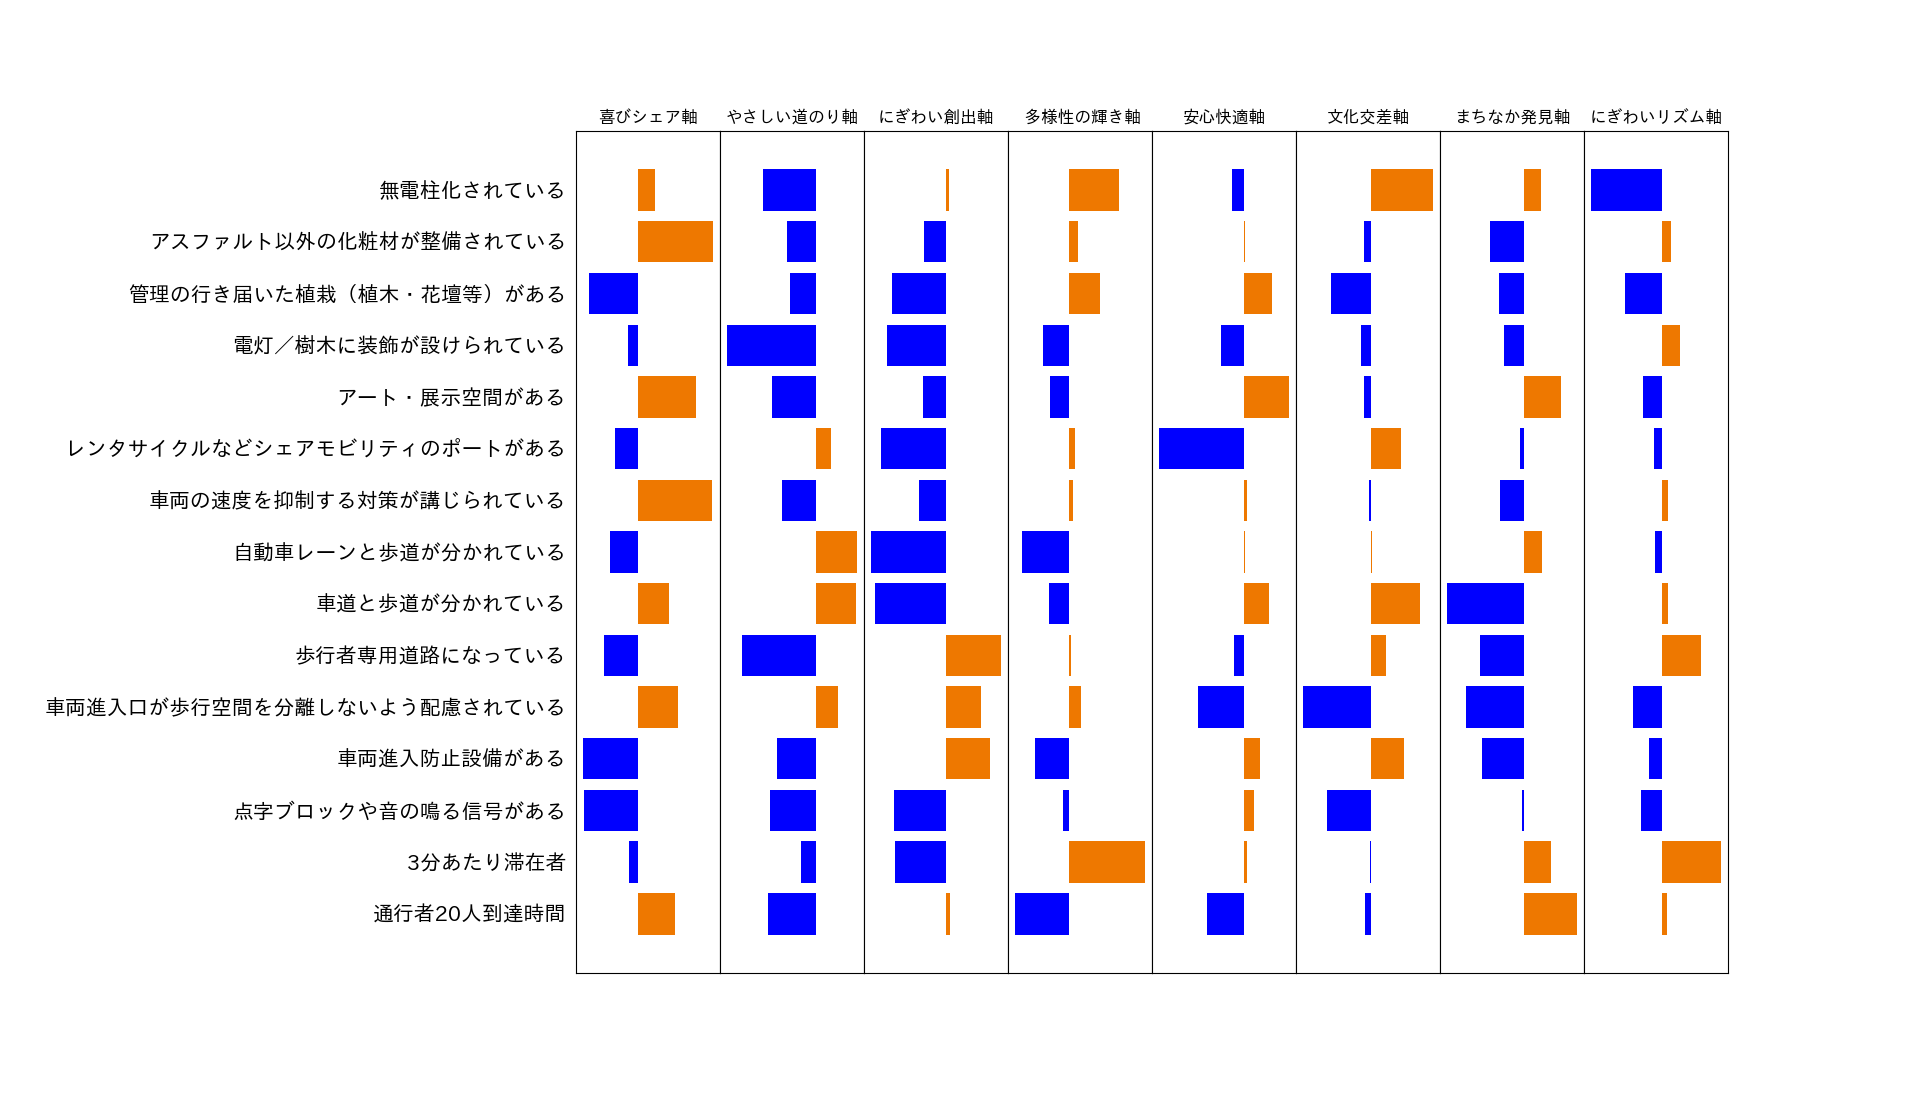 喜びシェア軸
やさしい道のり軸
にぎわい創出軸
多様性の輝き軸
安心快適軸
文化交差軸
まちなか発見軸
にぎわいリズム軸
無電柱化されている
アスファルト以外の化粧材が整備されている
管理の行き届いた植栽（植木・花壇等）がある
電灯／樹木に装飾が設けられている
アート・展示空間がある
レンタサイクルなどシェアモビリティのポートがある
車両の速度を抑制する対策が講じられている
自動車レーンと歩道が分かれている
車道と歩道が分かれている
歩行者専用道路になっている
車両進入口が歩行空間を分離しないよう配慮されている
車両進入防止設備がある
点字ブロックや音の鳴る信号がある
3分あたり滞在者
通行者20人到達時間